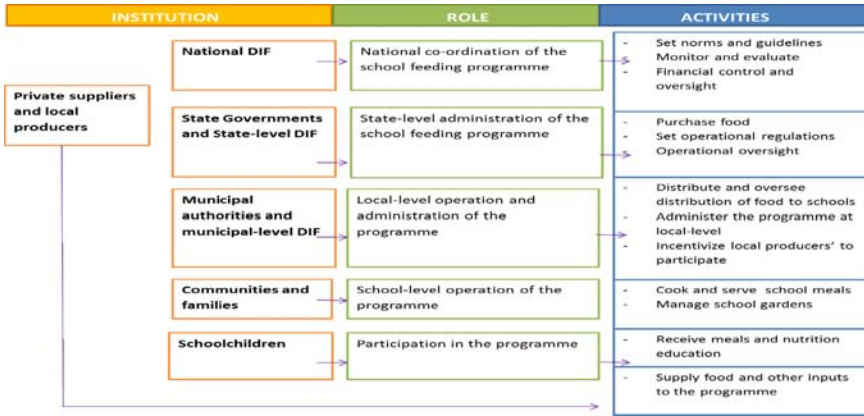 INSTITUTION
ROLE
ACTIVITIES
Private suppliers
and local
producers
National DIF
National co-ordination of the
school feeding programme
- Set norms and guidelines
- Monitor and evaluate
- Financial control and
oversight
State Governments
and State-level DIF
State-level administration of the
school feeding programme
- Purchase food
- Set operational regulations
- Operational oversight
Municipal
authorities and
municipal-level DIF
Local-level operation and
administration of the
programme
- Distribute and oversee
distribution of food to schools
- Administer the programme at
local-level
- Incentivize local producers' to
participate
Communities and
families
School-level operation of the
programme
- Cook and serve school meals
- Manage school gardens
Schoolchildren
Participation in the programme
- Receive meals and nutrition
education
- Supply food and other inputs
to the programme